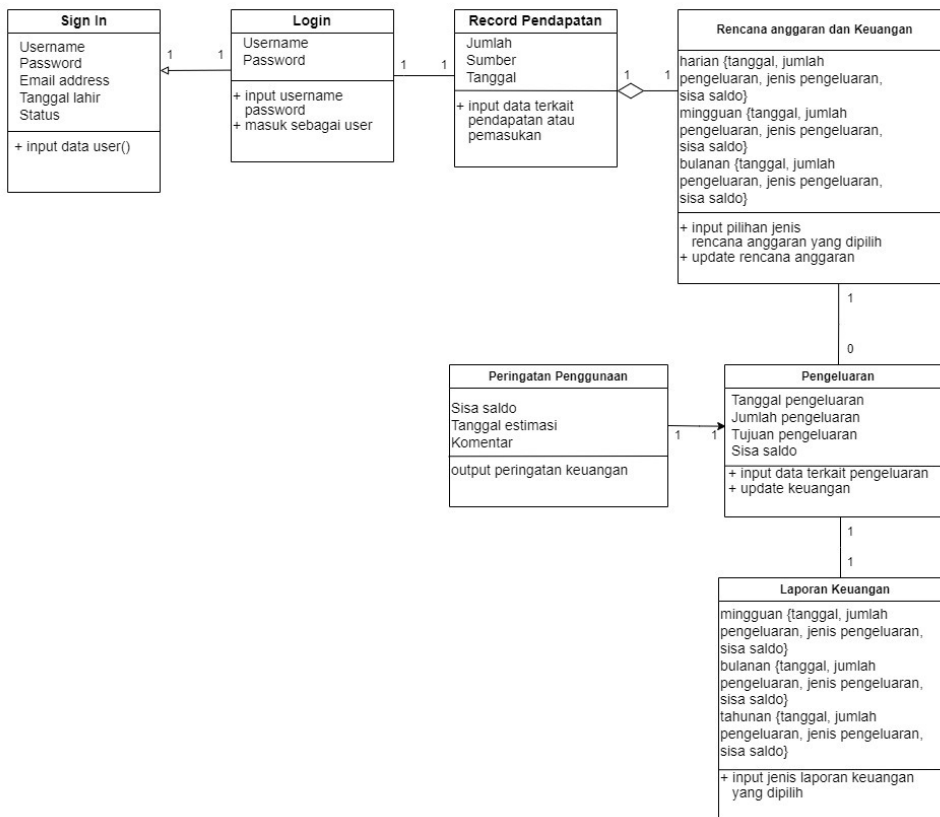 Sign In
Username
Password
Email address
Tanggal lahir
Status
+ input data user()
1
1
Login
Username
Password
+ input username
password
+ masuk sebagai user
1
1
Record Pendapatan
Jumlah
Sumber
Tanggal
+ input data terkait
pendapatan atau
pemasukan
1
1
Rencana anggaran dan Keuangan
harian {tanggal, jumlah
pengeluaran, jenis pengeluaran,
sisa saldo}
mingguan {tanggal, jumlah
pengeluaran, jenis pengeluaran,
sisa saldo}
bulanan {tanggal, jumlah
pengeluaran, jenis pengeluaran,
sisa saldo}
+ input pilihan jenis
rencana anggaran yang dipilih
+ update rencana anggaran
1
0
Peringatan Penggunaan
Sisa saldo
Tanggal estimasi
Komentar
output peringatan keuangan
1
1
Pengeluaran
Tanggal pengeluaran
Jumlah pengeluaran
Tujuan pengeluaran
Sisa saldo
+ input data terkait pengeluaran
+ update keuangan
1
1
Laporan Keuangan
mingguan {tanggal, jumlah
pengeluaran, jenis pengeluaran,
sisa saldo}
bulanan {tanggal, jumlah
pengeluaran, jenis pengeluaran,
sisa saldo}
tahunan {tanggal, jumlah
pengeluaran, jenis pengeluaran,
sisa saldo}
+ input jenis laporan keuangan
yang dipilih